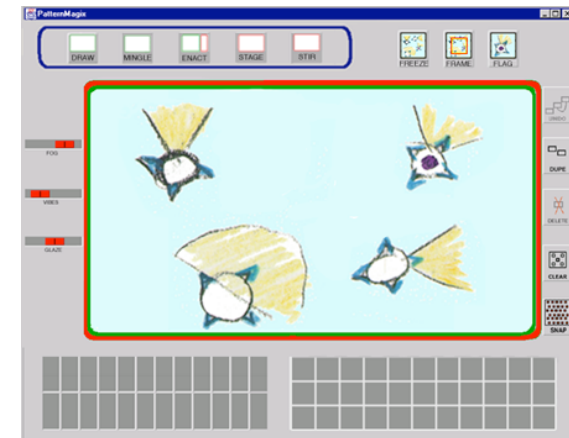 PatternMagix
DRAW MINGLE ENACT STAGE STIR FREEZE FRAME FLAG
UNDO
FOG
DUPE
VIBES
DELETE
GLAZE
CLEAR
SNAP